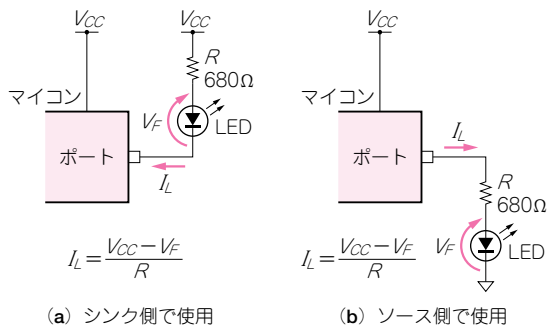 VCC
VCC
R
680Ω
マイコン
VF
LED
ポート
IL
IL=VCC−VF/R
(a) シンク側で使用
VCC
マイコン
ポート
IL
R
680Ω
VF
LED
IL=VCC−VF/R
(b) ソース側で使用